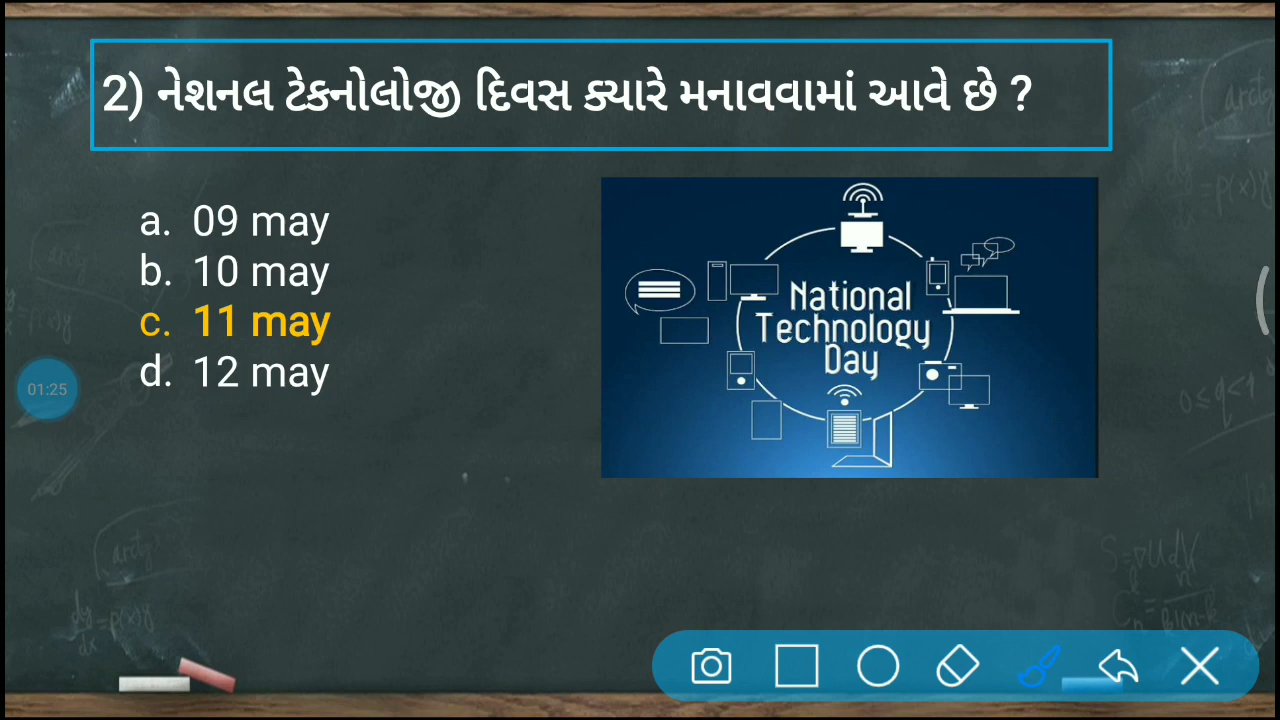 2) નેશનલ ટેકનોલોજી દિવસ ક્યારે મનાવવામાં આવે છે ?
a. 09 may
b. 10 may
c. 11 may
d. 12 may
National
Technology
Day
01:25